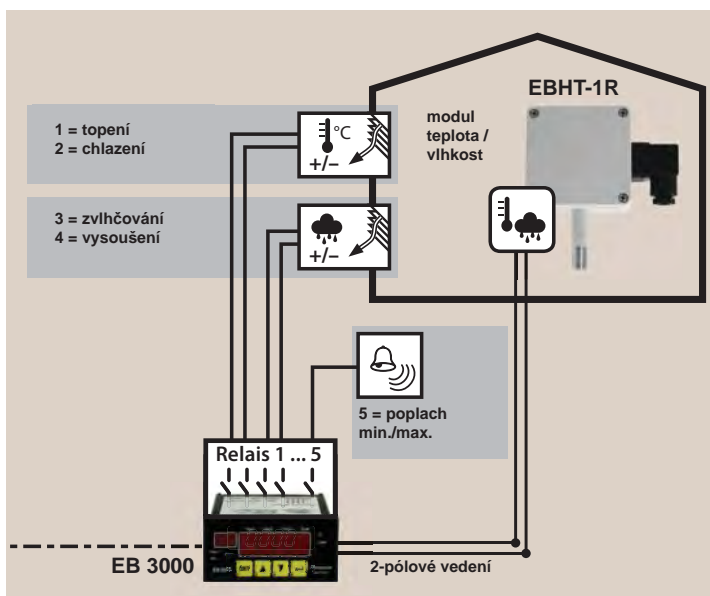 EBHT-1R
modul
teplota /
vlhkost
1 = topení
2 = chlazení
°C
+/–
3 = zvlhčování
4 = vysoušení
+/–
5 = poplach
min./max.
Relais 1 ... 5
EB 3000
2-pólové vedení